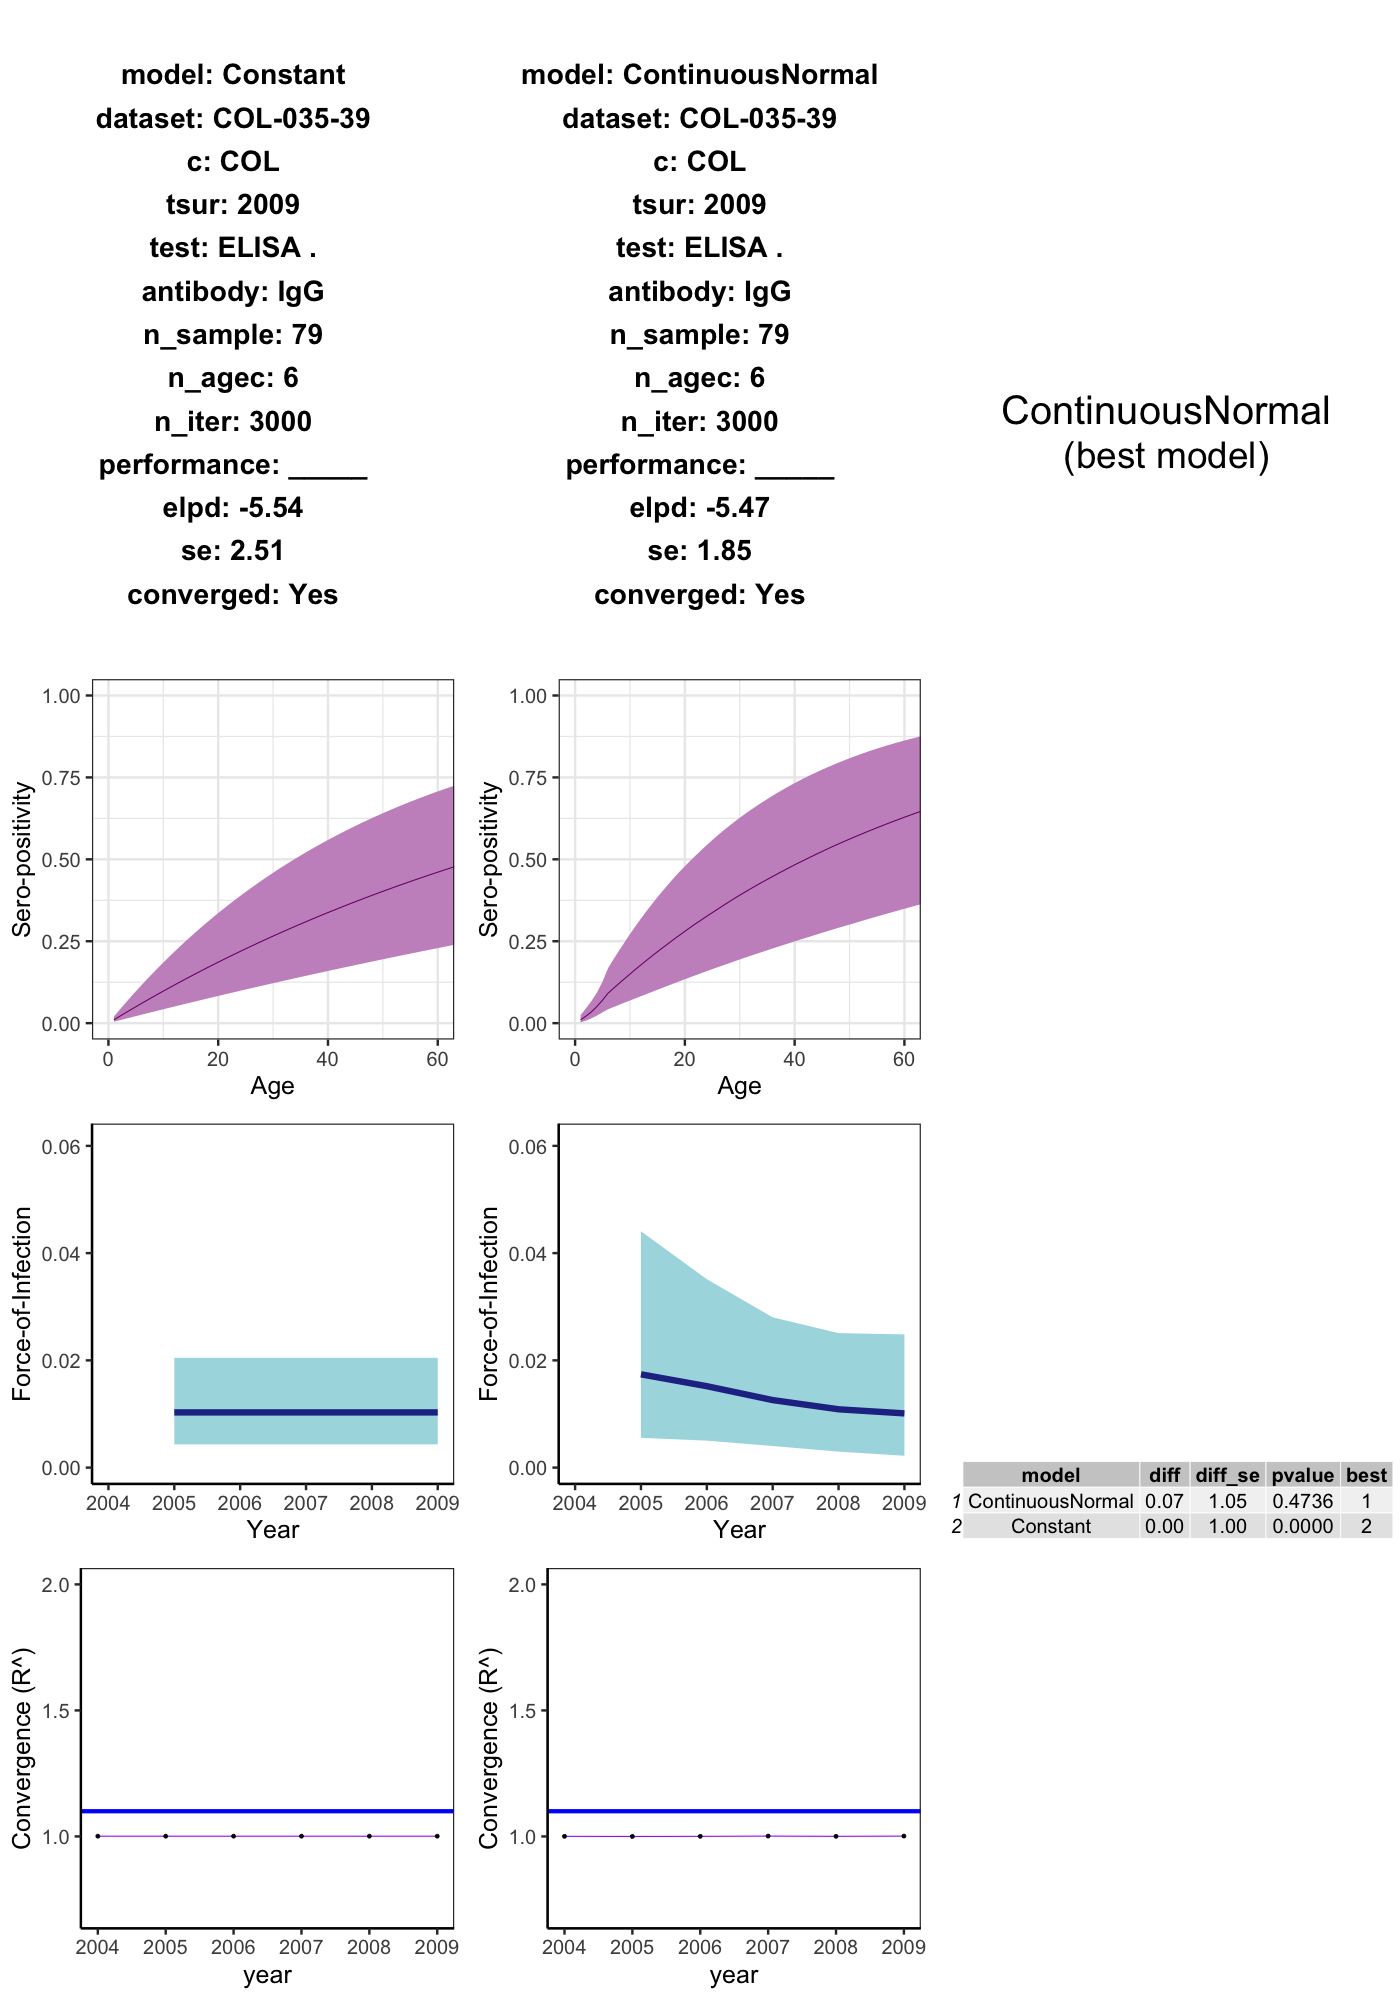 model: Constant
dataset: COL-035-39
c: COL
tsur: 2009
test: ELISA .
antibody: IgG
n_sample: 79
n_agec: 6
n_iter: 3000
performance: _____
elpd: -5.54
se: 2.51
converged: Yes
model: ContinuousNormal
dataset: COL-035-39
c: COL
tsur: 2009
test: ELISA .
antibody: IgG
n_sample: 79
n_agec: 6
n_iter: 3000
performance: _____
elpd: -5.47
se: 1.85
converged: Yes
ContinuousNormal
(best model)
Sero-positivity
1.00
0.75
0.50
0.25
0.00
0 20 40 60
Age
Sero-positivity
1.00
0.75
0.50
0.25
0.00
0 20 40 60
Age
Force-of-Infection
0.06
0.04
0.02
0.00
2004 2005 2006 2007 2008 2009
Year
Force-of-Infection
0.06
0.04
0.02
0.00
2004 2005 2006 2007 2008 2009
Year
model diff diff_se pvalue best
1 ContinuousNormal 0.07 1.05 0.4736 1
2 Constant 0.00 1.00 0.0000 2
Convergence (R^)
2.0
1.5
1.0
2004 2005 2006 2007 2008 2009
year
Convergence (R^)
2.0
1.5
1.0
2004 2005 2006 2007 2008 2009
year